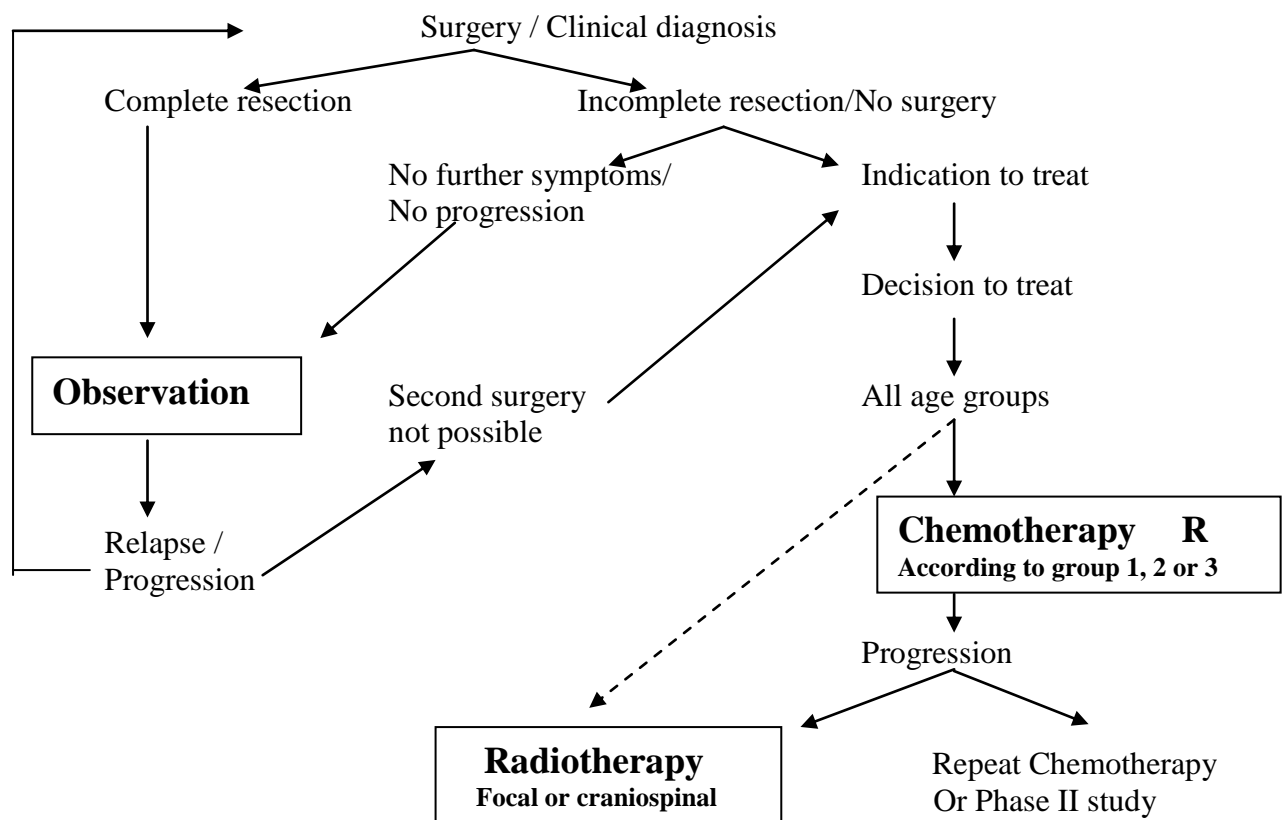 Surgery / Clinical diagnosis
Complete resection
Incomplete resection/No surgery
No further symptoms/
No progression
Indication to treat
Decision to treat
Observation
Second surgery
not possible
All age groups
Relapse /
Progression
Chemotherapy R
According to group 1, 2 or 3
Progression
Radiotherapy
Focal or craniospinal
Repeat Chemotherapy
Or Phase II study